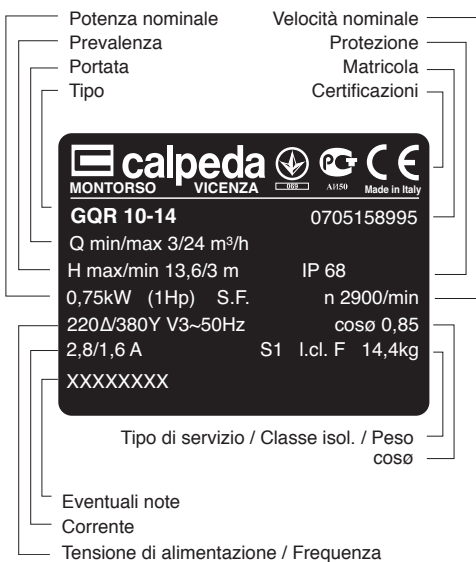 Potenza nominale Velocità nominale
Prevalenza Protezione
Portata Matricola
Tipo Certificazioni
calpeda
MONTORSO VICENZA 069 АИ50 Made in Italy
GQR 10-14 0705158995
Q min/max 3/24 m³/h
H max/min 13,6/3 m IP 68
0,75kW (1Hp) S.F. n 2900/min
220Δ/380Y V3~50Hz cosø 0,85
2,8/1,6 A S1 I.cl. F 14,4kg
XXXXXXXX
Tipo di servizio / Classe isol. / Peso
cosø
Eventuali note
Corrente
Tensione di alimentazione / Frequenza